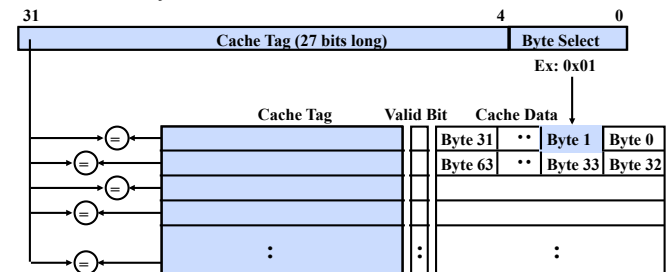 31 4 0
Cache Tag (27 bits long) Byte Select
Ex: 0x01
Cache Tag Valid Bit Cache Data
= Byte 31 .. Byte 1 Byte 0
= Byte 63 .. Byte 33 Byte 32
=
=
: : :
=